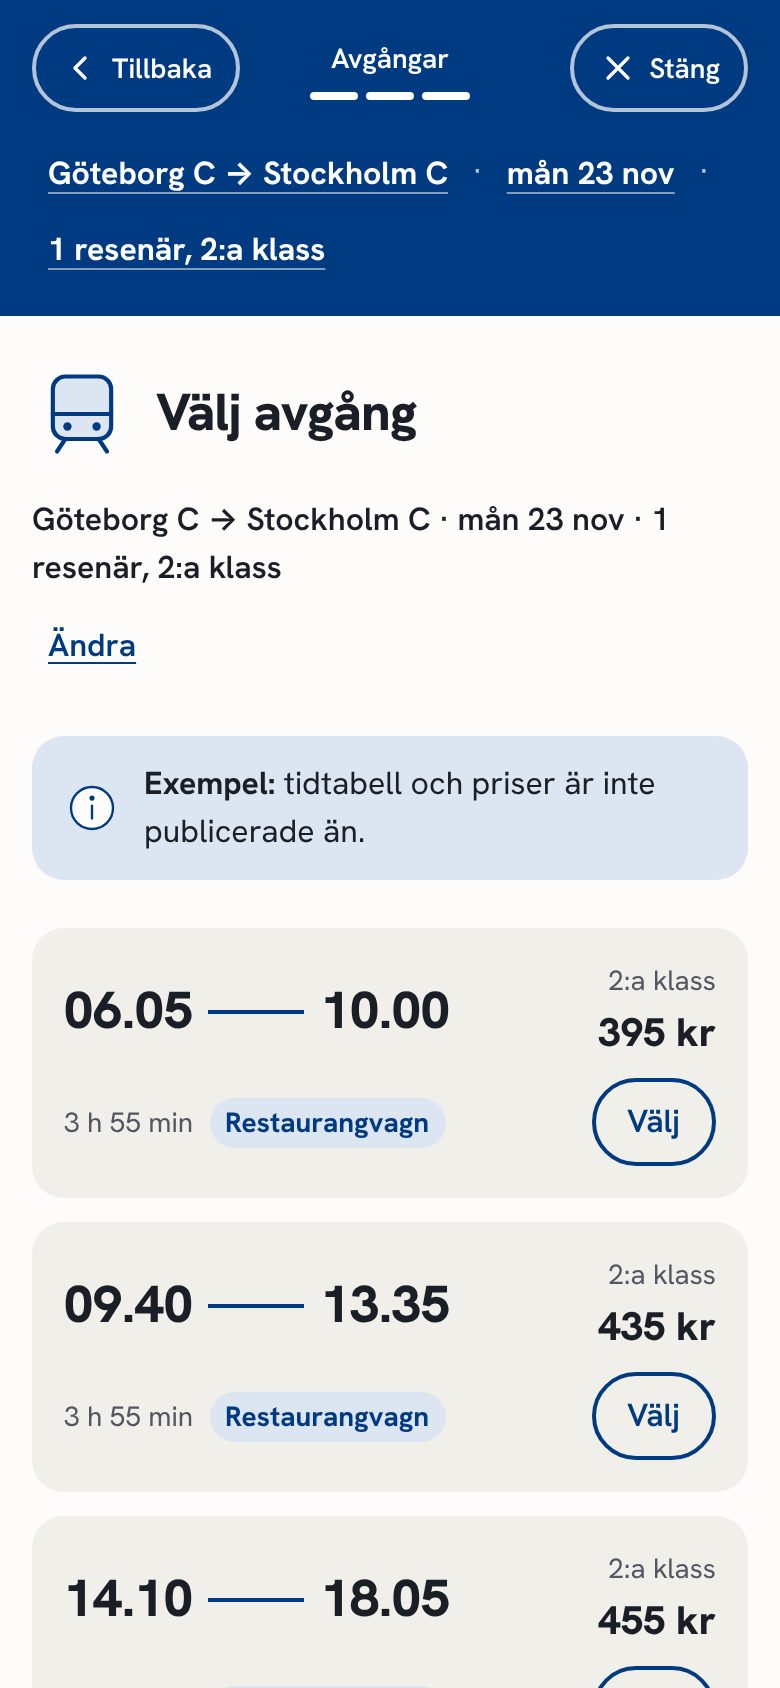 Tillbaka
Avgångar
Stäng
Göteborg C → Stockholm C · mån 23 nov ·
1 resenär, 2:a klass
Välj avgång
Göteborg C → Stockholm C · mån 23 nov · 1
resenär, 2:a klass
Ändra
Exempel: tidtabell och priser är inte
publicerade än.
06.05 10.00
2:a klass
395 kr
3 h 55 min Restaurangvagn
Välj
09.40 13.35
2:a klass
435 kr
3 h 55 min Restaurangvagn
Välj
14.10 18.05
2:a klass
455 kr